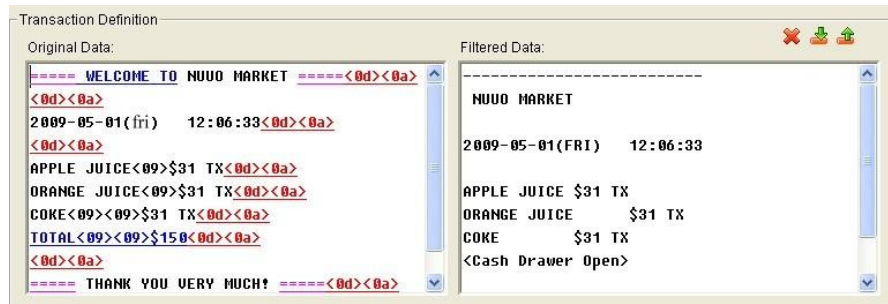 Transaction Definition
Original Data:
===== WELCOME TO NUUO MARKET =====<0d><0a>
<0d><0a>
2009-05-01(fri) 12:06:33<0d><0a>
<0d><0a>
APPLE JUICE<09>$31 TX<0d><0a>
ORANGE JUICE<09>$31 TX<0d><0a>
COKE<09><09>$31 TX<0d><0a>
TOTAL<09><09>$150<0d><0a>
<0d><0a>
===== THANK YOU VERY MUCH! =====<0d><0a>
Filtered Data:
--------------------------
NUUO MARKET
2009-05-01(FRI) 12:06:33
APPLE JUICE $31 TX
ORANGE JUICE $31 TX
COKE $31 TX
<Cash Drawer Open>